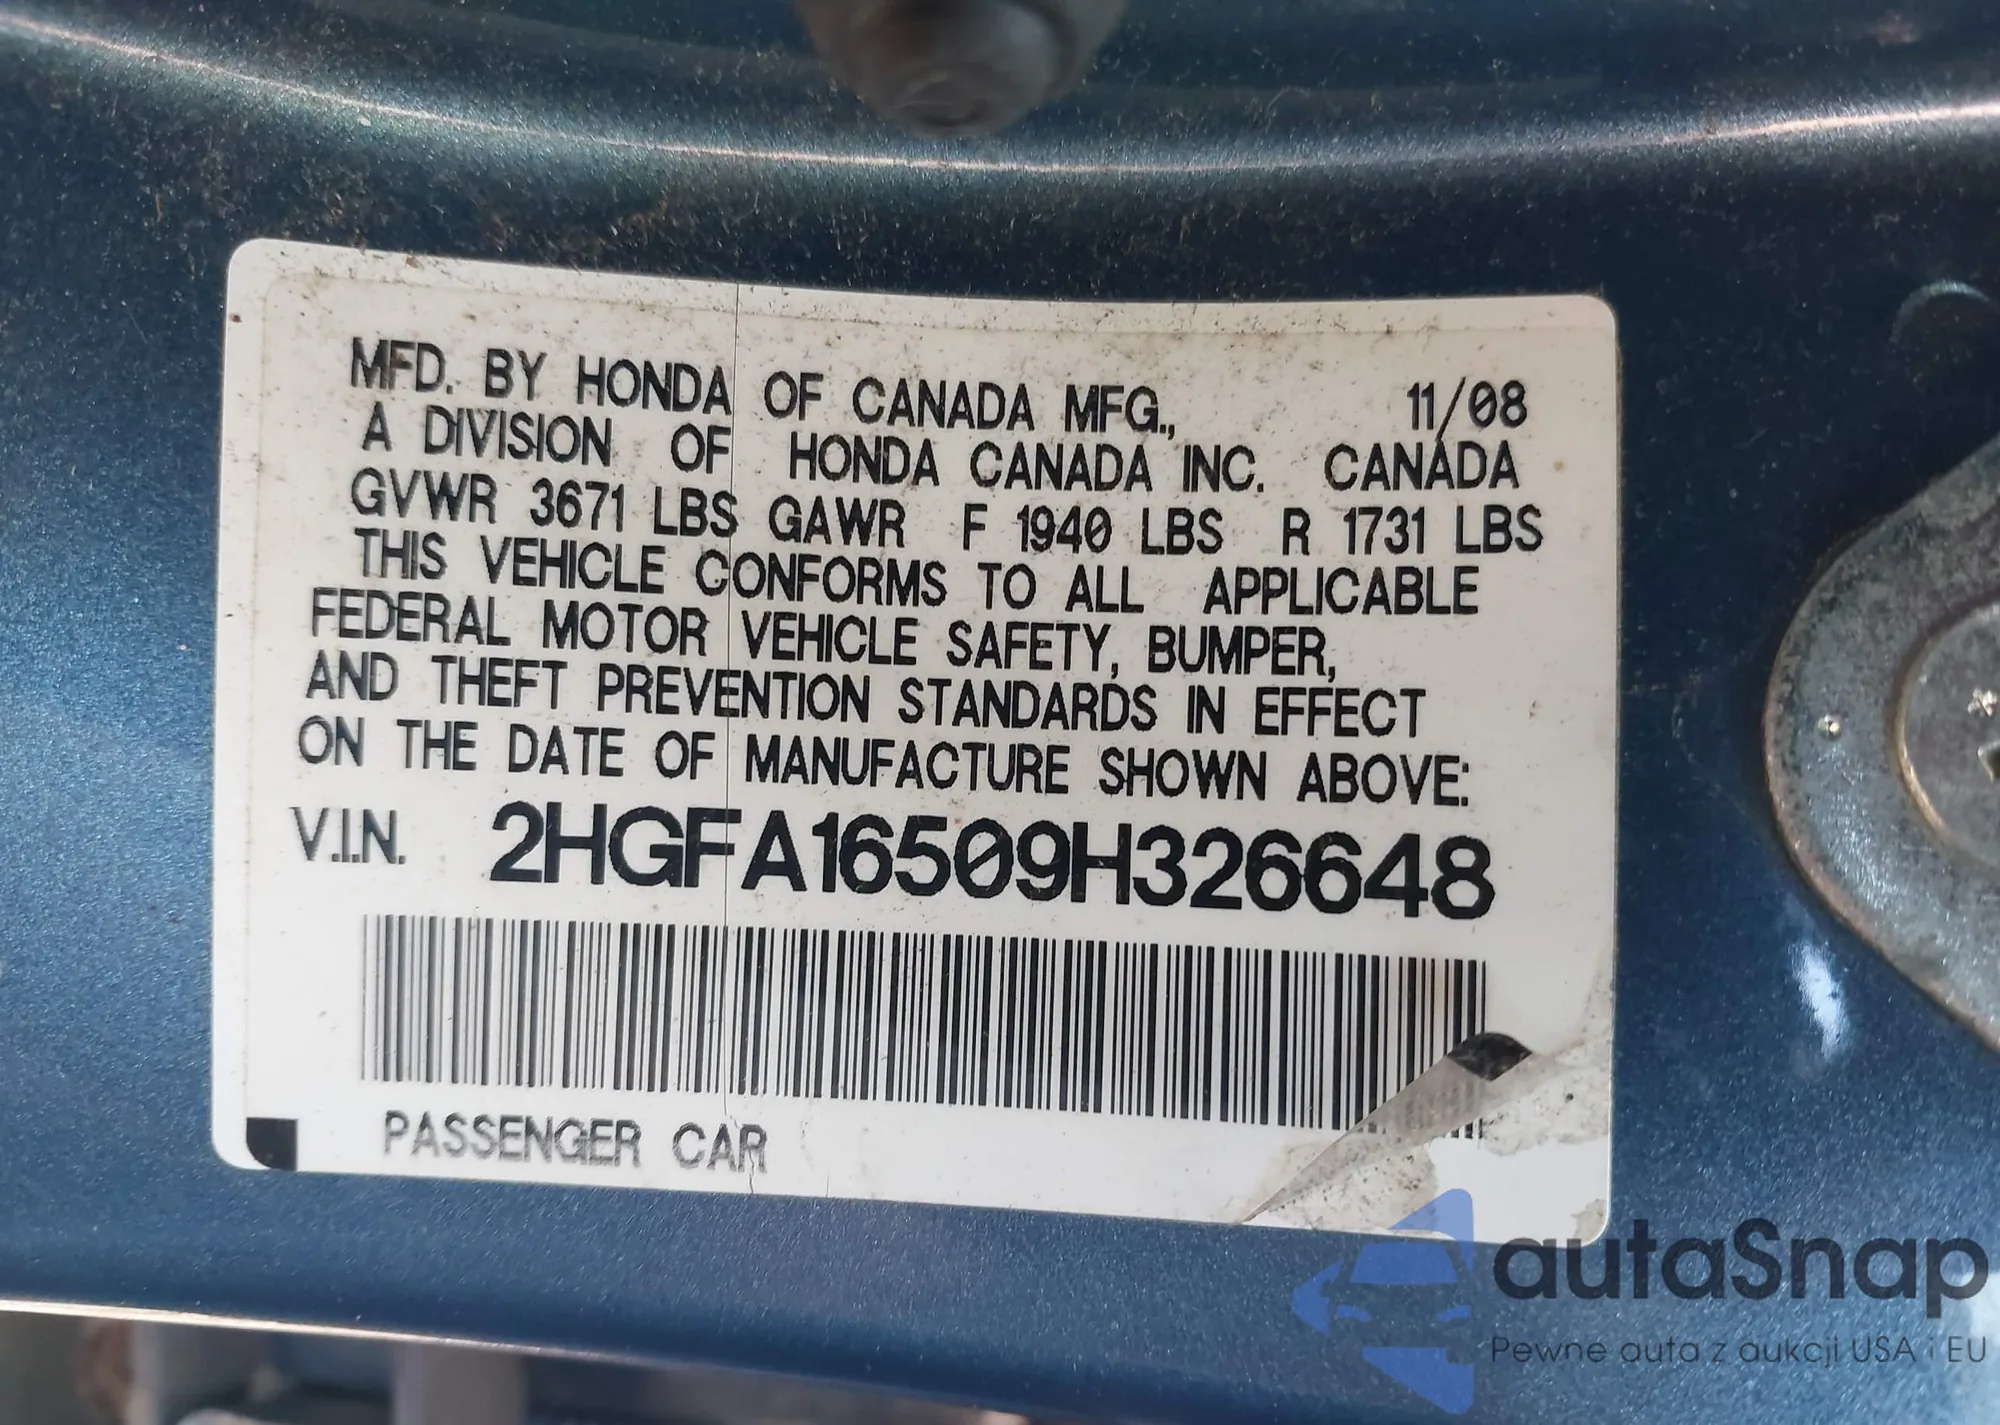 MFD. BY HONDA OF CANADA MFG., 11/08
A DIVISION OF HONDA CANADA INC. CANADA
GVWR 3671 LBS GAWR F 1940 LBS R 1731 LBS
THIS VEHICLE CONFORMS TO ALL APPLICABLE
FEDERAL MOTOR VEHICLE SAFETY, BUMPER,
AND THEFT PREVENTION STANDARDS IN EFFECT
ON THE DATE OF MANUFACTURE SHOWN ABOVE:
V.I.N. 2HGFA16509H326648
PASSENGER CAR
autaSnap
Pewne auta z aukcji USA i EU